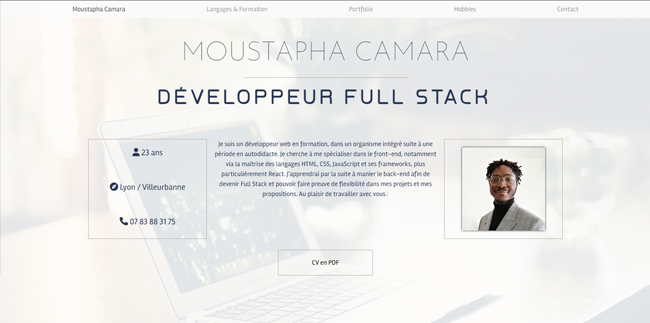 Moustapha Camara Langages & Formation Portfolio Hobbies Contact
MOUSTAPHA CAMARA
DÉVELOPPEUR FULL STACK
23 ans
Lyon / Villeurbanne
07 83 88 31 75
Je suis un développeur web en formation, dans un organisme intégré suite à une
période en autodidacte. Je cherche à me spécialiser dans le front-end, notamment
via la maîtrise des langages HTML, CSS, JavaScript et ses frameworks, plus
particulièrement React. J'apprendrai par la suite à manier le back-end afin de
devenir Full Stack et pouvoir faire preuve de flexibilité dans mes projets et mes
propositions. Au plaisir de travailler avec vous.
CV en PDF